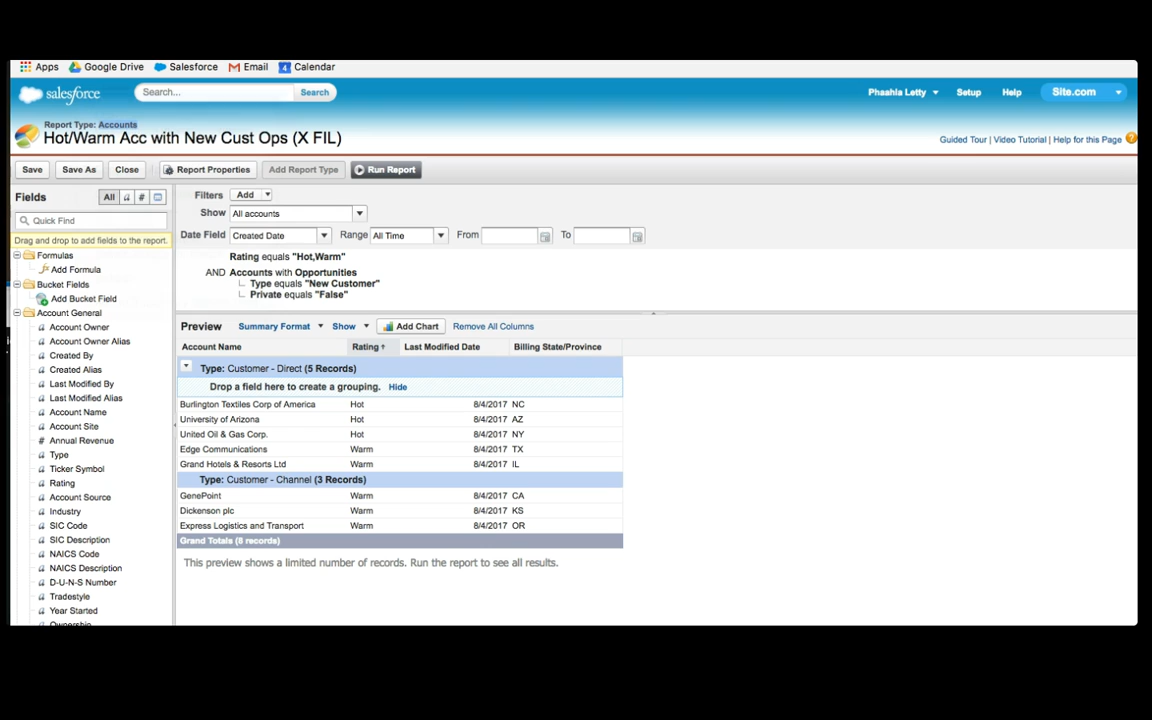 Apps Google Drive Salesforce Email 4 Calendar
salesforce Search... Search Phaahla Letty Setup Help Site.com
Report Type: Accounts
Hot/Warm Acc with New Cust Ops (X FIL)
Guided Tour | Video Tutorial | Help for this Page ?
Save Save As Close Report Properties Add Report Type Run Report
Fields All a # Filters Add
Quick Find Show All accounts
Drag and drop to add fields to the report. Date Field Created Date Range All Time From To
Formulas Rating equals "Hot,Warm"
Add Formula AND Accounts with Opportunities
Bucket Fields Type equals "New Customer"
Add Bucket Field Private equals "False"
Account General
Account Owner Preview Summary Format Show Add Chart Remove All Columns
Account Owner Alias Account Name Rating↑ Last Modified Date Billing State/Province
Created By
Created Alias Type: Customer - Direct (5 Records)
Last Modified By Drop a field here to create a grouping. Hide
Last Modified Alias Burlington Textiles Corp of America Hot 8/4/2017 NC
Account Name University of Arizona Hot 8/4/2017 AZ
Account Site United Oil & Gas Corp. Hot 8/4/2017 NY
# Annual Revenue Edge Communications Warm 8/4/2017 TX
Type Grand Hotels & Resorts Ltd Warm 8/4/2017 IL
Ticker Symbol
Rating Type: Customer - Channel (3 Records)
Account Source GenePoint Warm 8/4/2017 CA
Industry Dickenson plc Warm 8/4/2017 KS
SIC Code Express Logistics and Transport Warm 8/4/2017 OR
SIC Description Grand Totals (8 records)
NAICS Code This preview shows a limited number of records. Run the report to see all results.
NAICS Description
D-U-N-S Number
Tradestyle
Year Started
Ownership